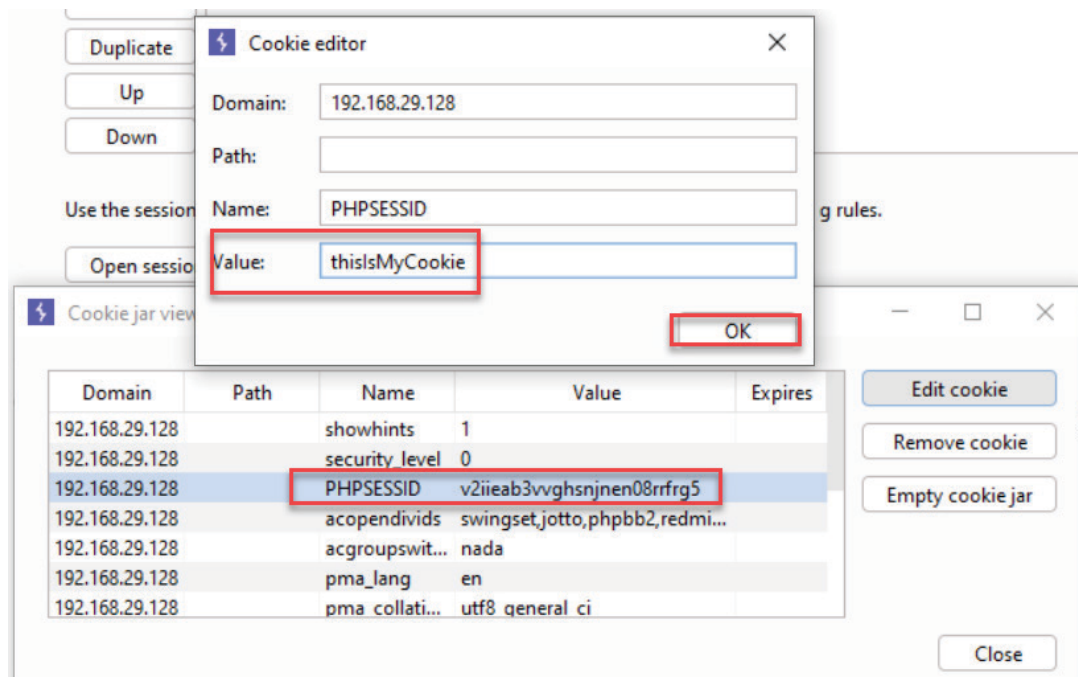 Duplicate
Up
Down
Use the session
g rules.
Open sessio
Cookie editor
Domain: 192.168.29.128
Path:
Name: PHPSESSID
Value: thisIsMyCookie
OK
Cookie jar view
Domain Path Name Value Expires
192.168.29.128 showhints 1
192.168.29.128 security_level 0
192.168.29.128 PHPSESSID v2iieab3vvghsnjnen08rrfrg5
192.168.29.128 acopendivids swingset,jotto,phpbb2,redmi...
192.168.29.128 acgroupswit... nada
192.168.29.128 pma_lang en
192.168.29.128 pma_collati... utf8_general_ci
Edit cookie
Remove cookie
Empty cookie jar
Close